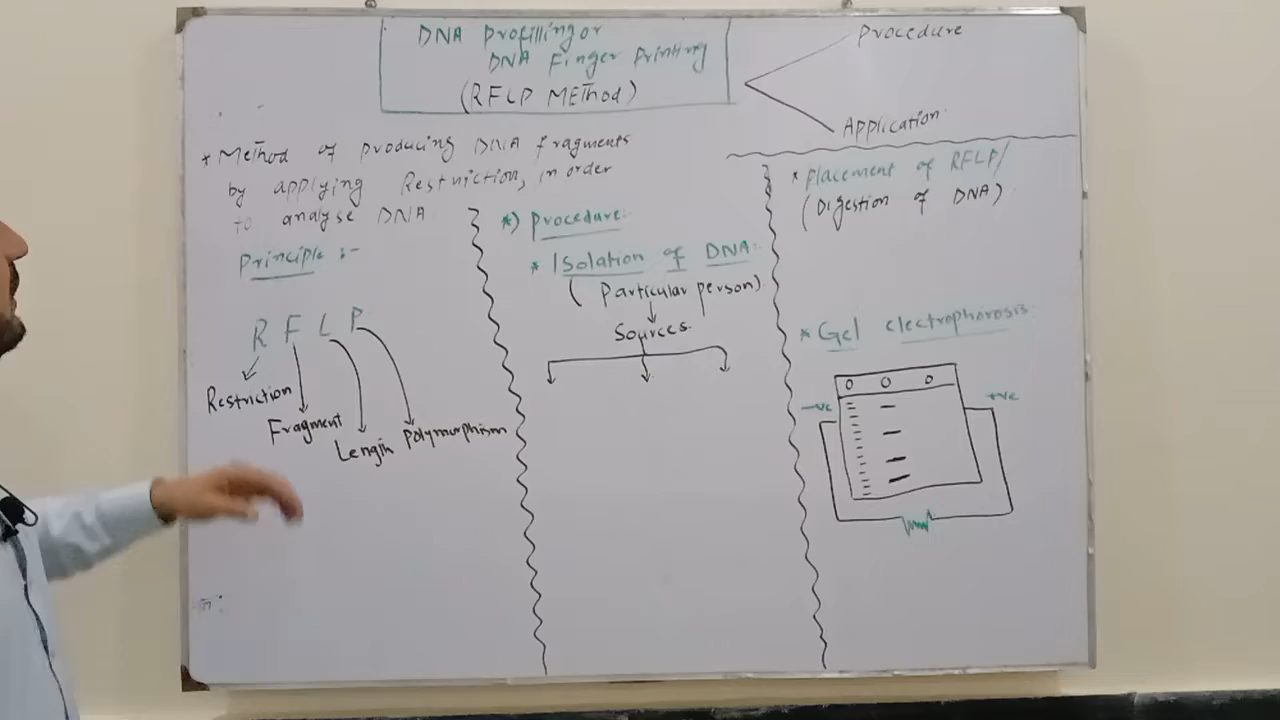 DNA Profilling or
DNA Finger Printing
(RFLP METhod)
Procedure
Application
* Method of producing DNA fragments
by applying Restriction, in order
to analyse DNA
Principle :-
R F L P
Restriction
Fragment
Length
Polymorphism
*) Procedure:
* Isolation of DNA:
( Particular person)
Sources.
* Placement of RFLP/
(Digestion of DNA)
* Gel electrophorosis:
-ve
+ve